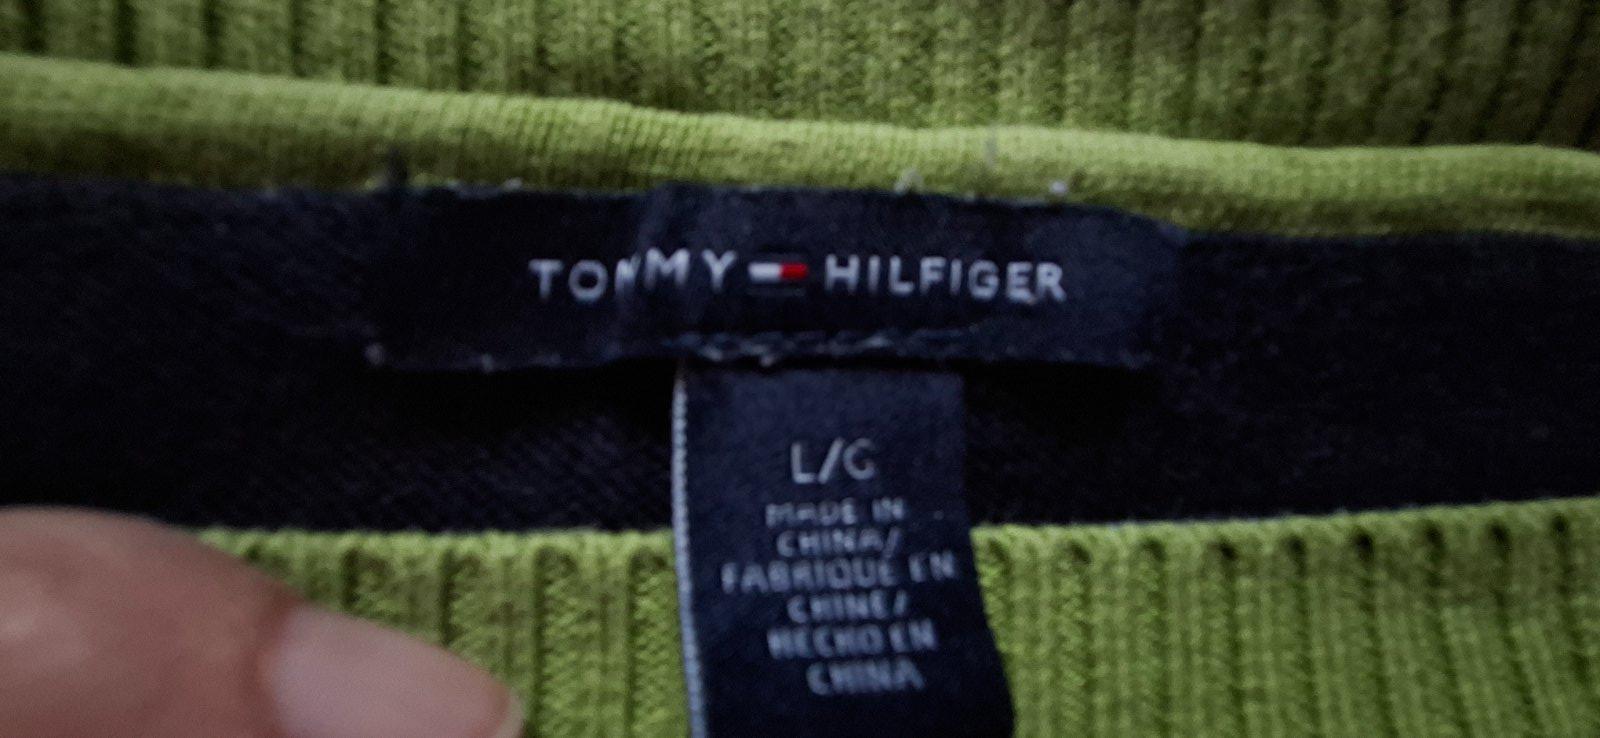 TOMMY HILFIGER
L/G
MADE IN
CHINA/
FABRIQUÉ EN
CHINE/
HECHO EN
CHINA